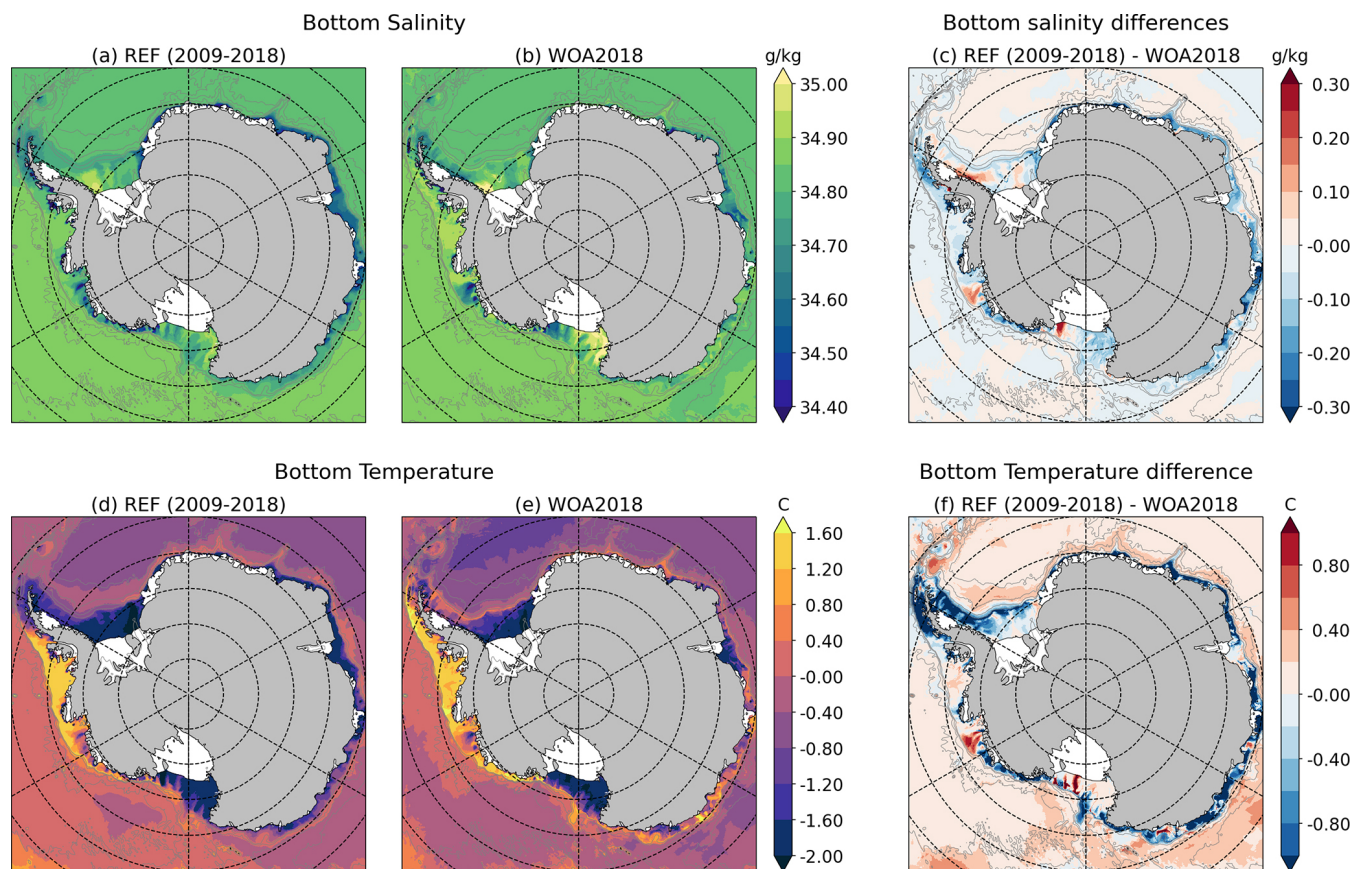 Bottom Salinity
Bottom salinity differences
(a) REF (2009-2018)
(b) WOA2018
g/kg
(c) REF (2009-2018) - WOA2018
g/kg
35.00
34.90
34.80
34.70
34.60
34.50
34.40
0.30
0.20
0.10
-0.00
-0.10
-0.20
-0.30
Bottom Temperature
Bottom Temperature difference
(d) REF (2009-2018)
(e) WOA2018
C
(f) REF (2009-2018) - WOA2018
C
1.60
1.20
0.80
0.40
-0.00
-0.40
-0.80
-1.20
-1.60
-2.00
0.80
0.40
-0.00
-0.40
-0.80